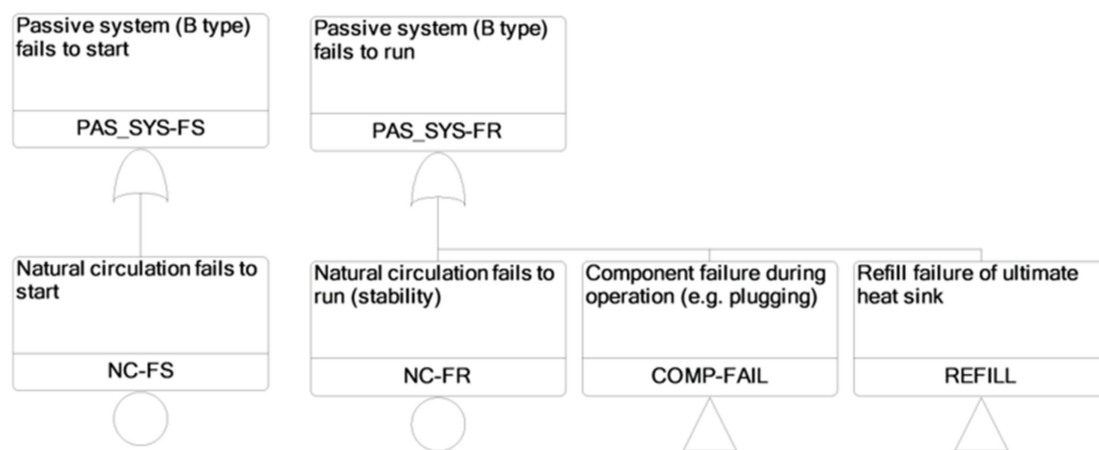 Passive system (B type)
fails to start
PAS_SYS-FS
Passive system (B type)
fails to run
PAS_SYS-FR
Natural circulation fails to
start
NC-FS
Natural circulation fails to
run (stability)
NC-FR
Component failure during
operation (e.g. plugging)
COMP-FAIL
Refill failure of ultimate
heat sink
REFILL